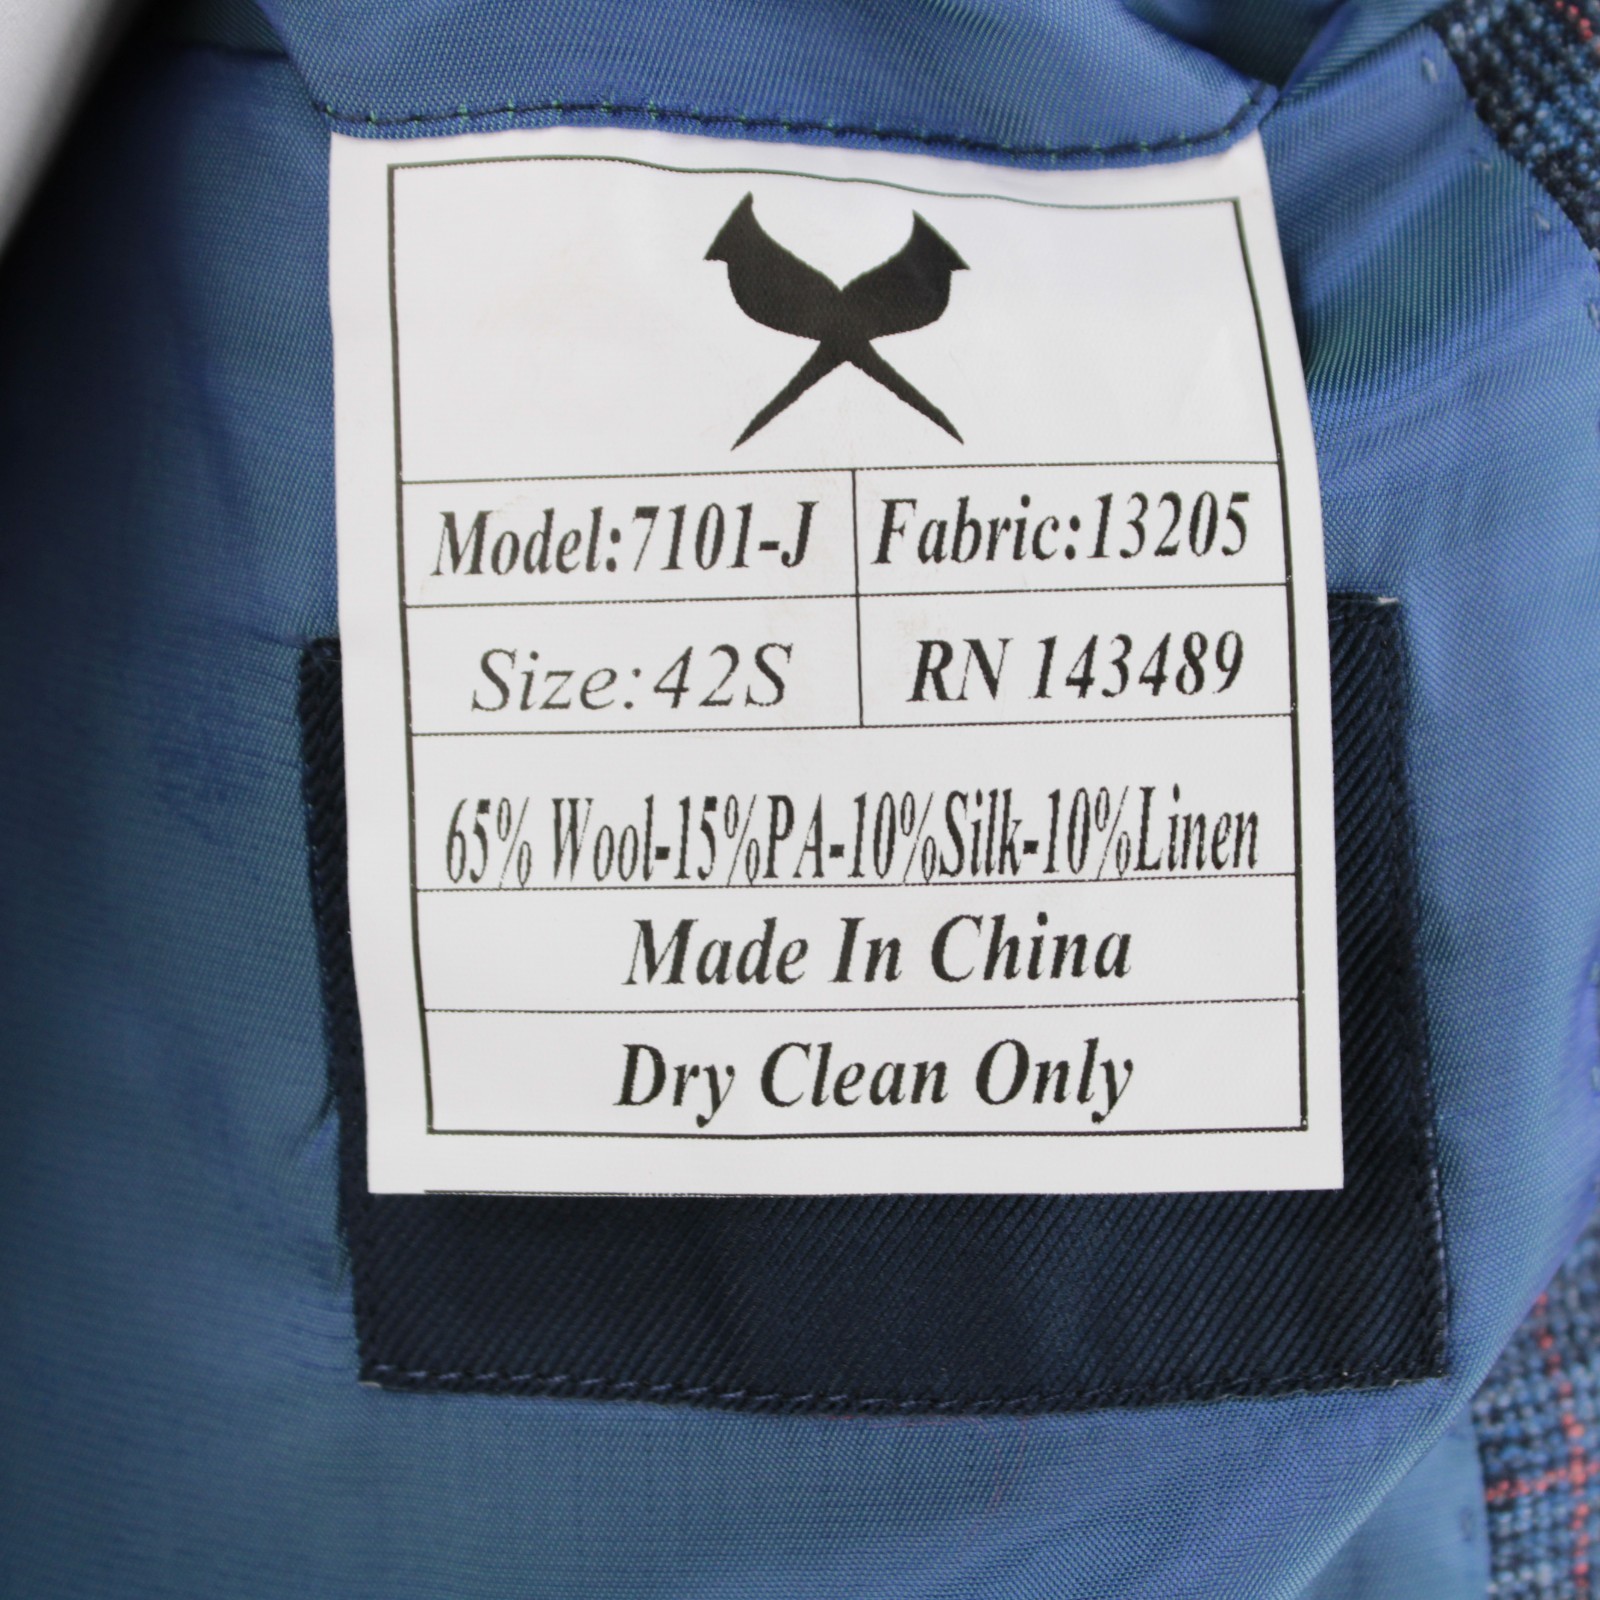 Model:7101-J Fabric:13205
Size:42S RN 143489
65% Wool-15%PA-10%Silk-10%Linen
Made In China
Dry Clean Only